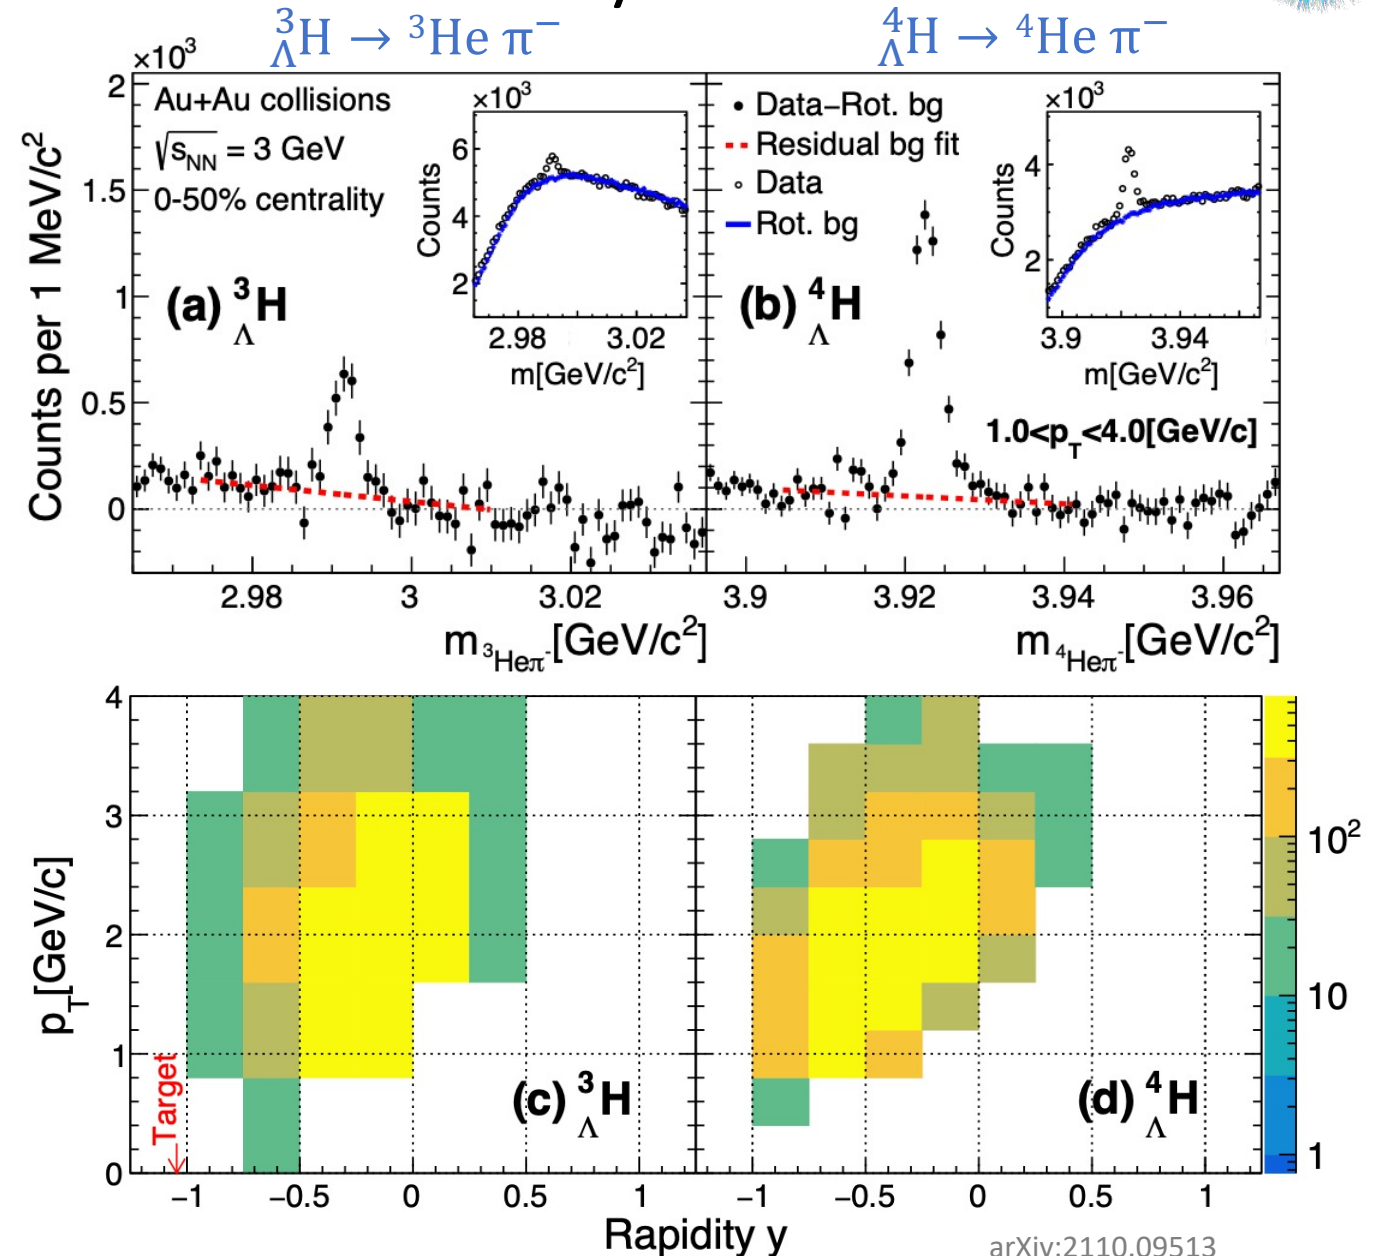 ³ΛH → ³He π⁻
⁴ΛH → ⁴He π⁻
×10³
2
1.5
1
0.5
0
Counts per 1 MeV/c²
Au+Au collisions
√sNN = 3 GeV
0-50% centrality
(a) ³ΛH
×10³
6
4
2
Counts
2.98 3.02
m[GeV/c²]
2.98 3 3.02
m³Heπ⁻[GeV/c²]
Data−Rot. bg
Residual bg fit
Data
Rot. bg
(b) ⁴ΛH
×10³
4
2
Counts
3.9 3.94
m[GeV/c²]
1.0<pT<4.0[GeV/c]
3.9 3.92 3.94 3.96
m⁴Heπ⁻[GeV/c²]
4
3
2
1
0
pT[GeV/c]
Target
(c) ³ΛH
−1 −0.5 0 0.5 1
(d) ⁴ΛH
−1 −0.5 0 0.5 1
10²
10
1
Rapidity y
arXiv:2110.09513